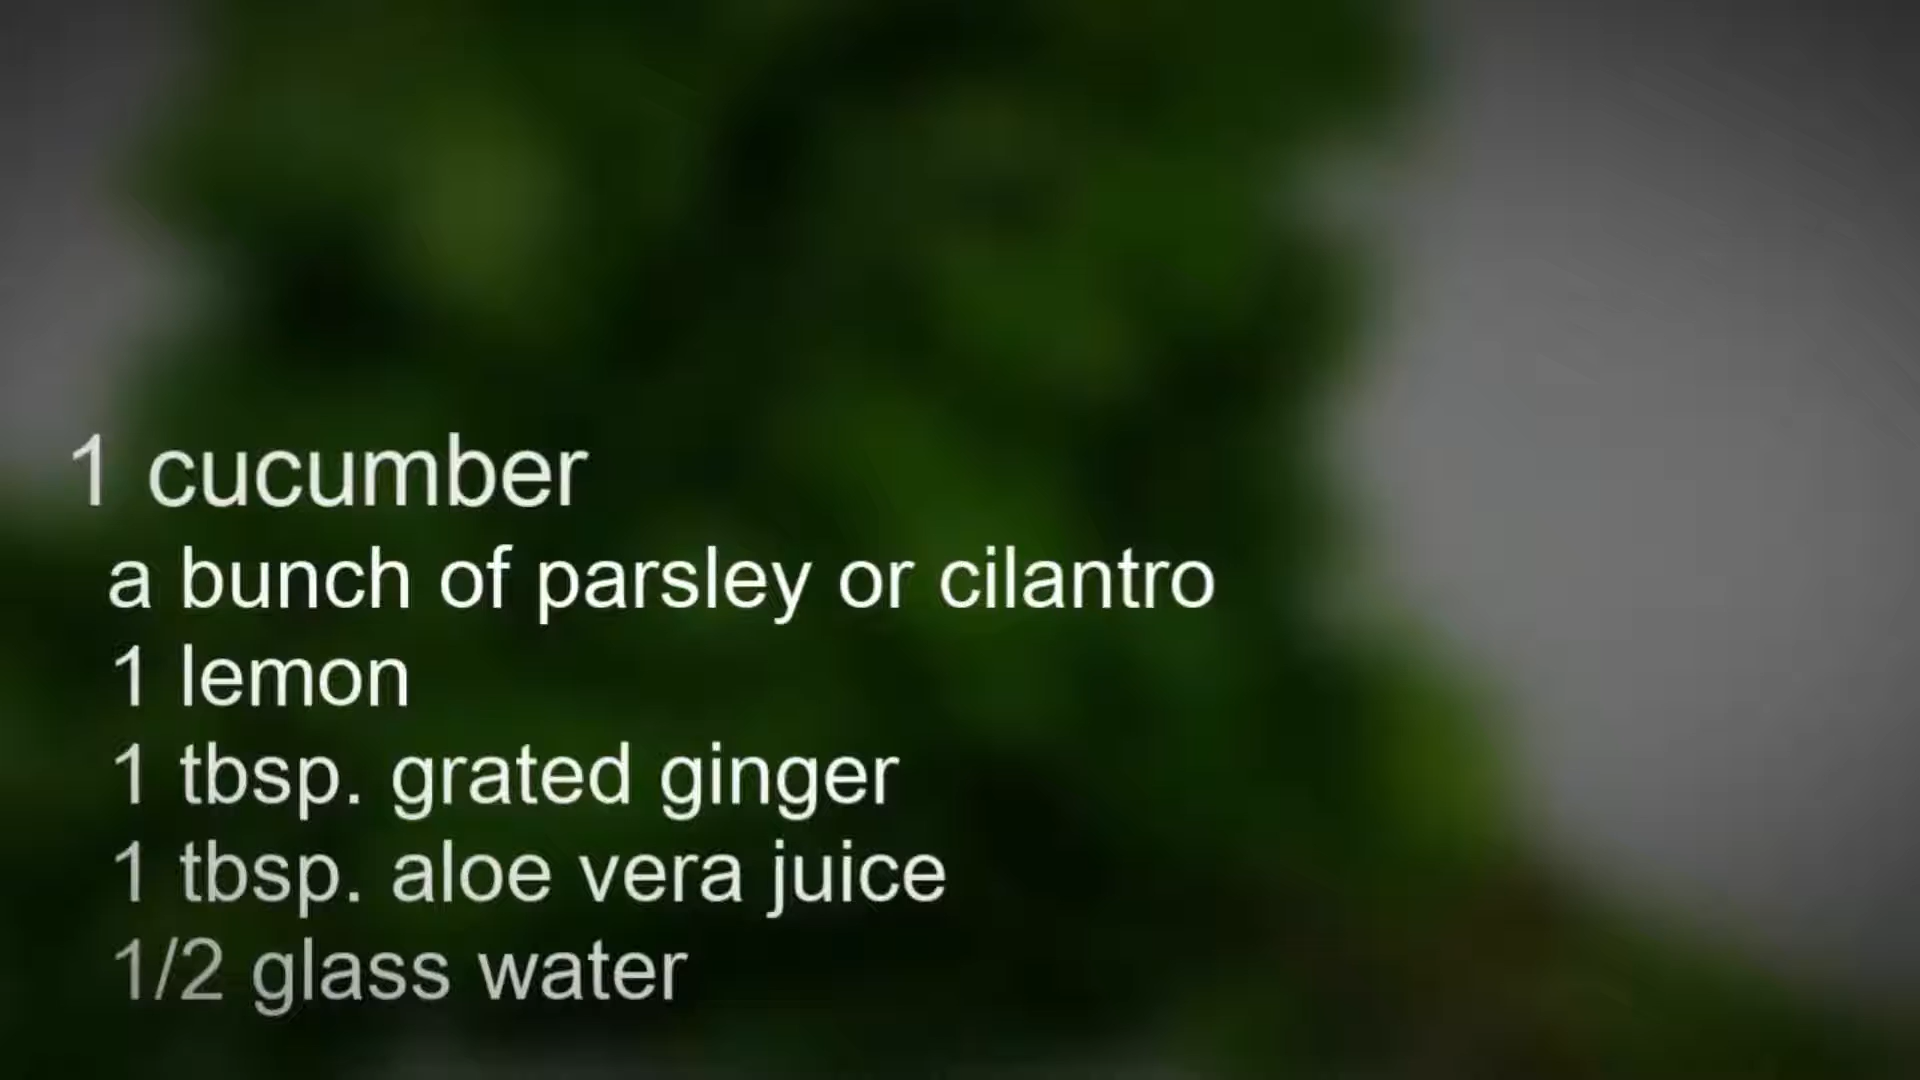 1 cucumber
a bunch of parsley or cilantro
1 lemon
1 tbsp. grated ginger
1 tbsp. aloe vera juice
1/2 glass water